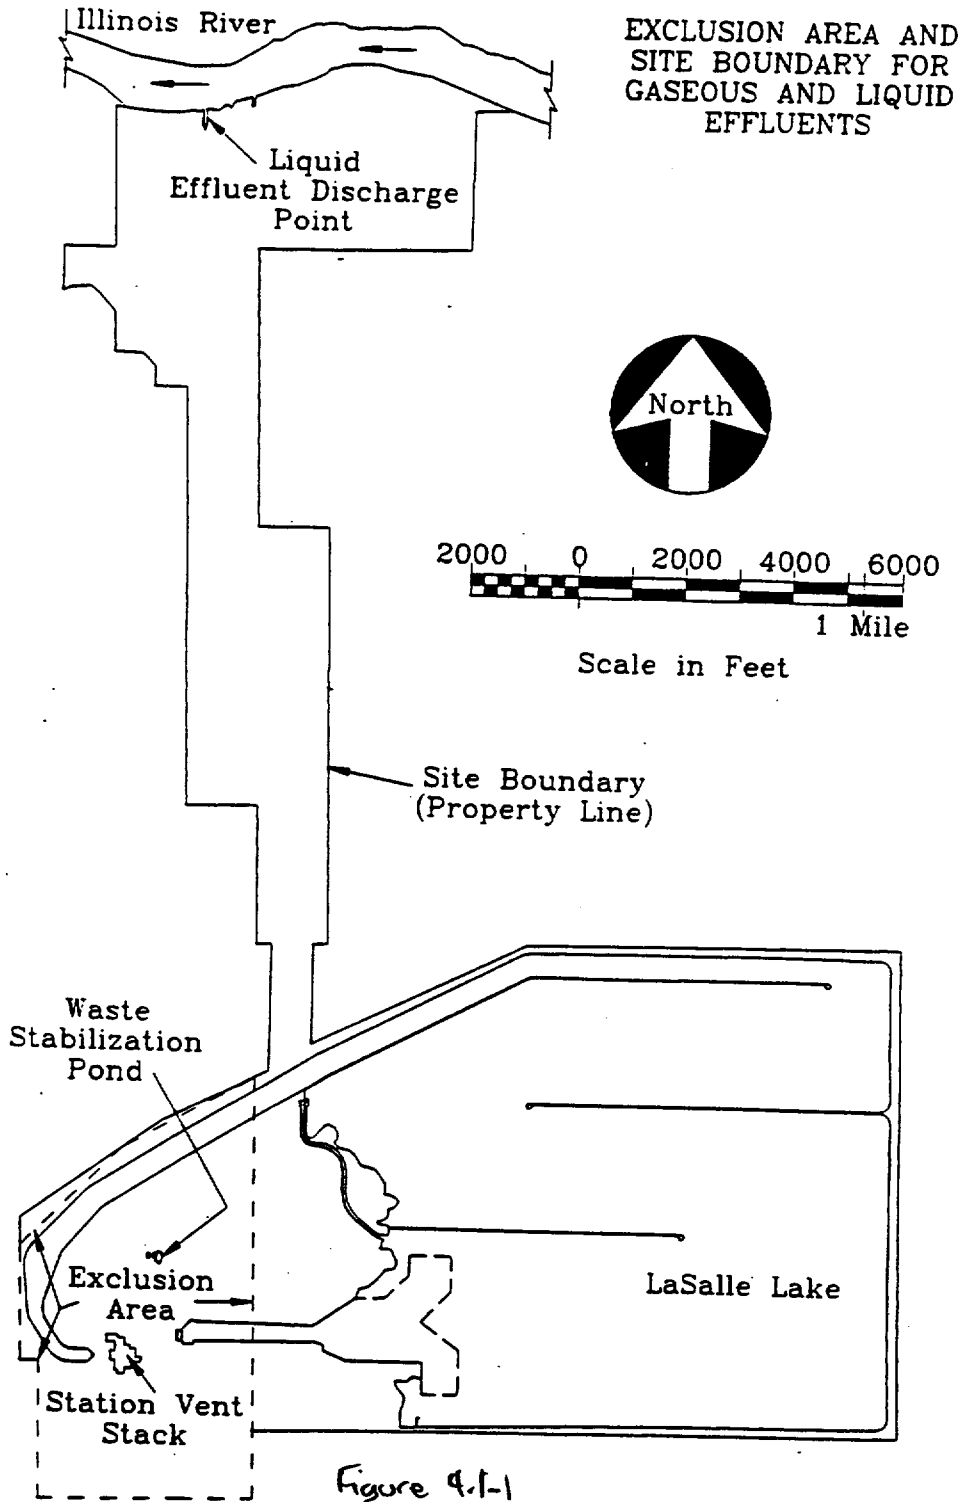 Illinois River
EXCLUSION AREA AND
SITE BOUNDARY FOR
GASEOUS AND LIQUID
EFFLUENTS
Liquid
Effluent Discharge
Point
North
2000 0 2000 4000 6000
1 Mile
Scale in Feet
Site Boundary
(Property Line)
Waste
Stabilization
Pond
Exclusion
Area
LaSalle Lake
Station Vent
Stack
Figure 4.1-1